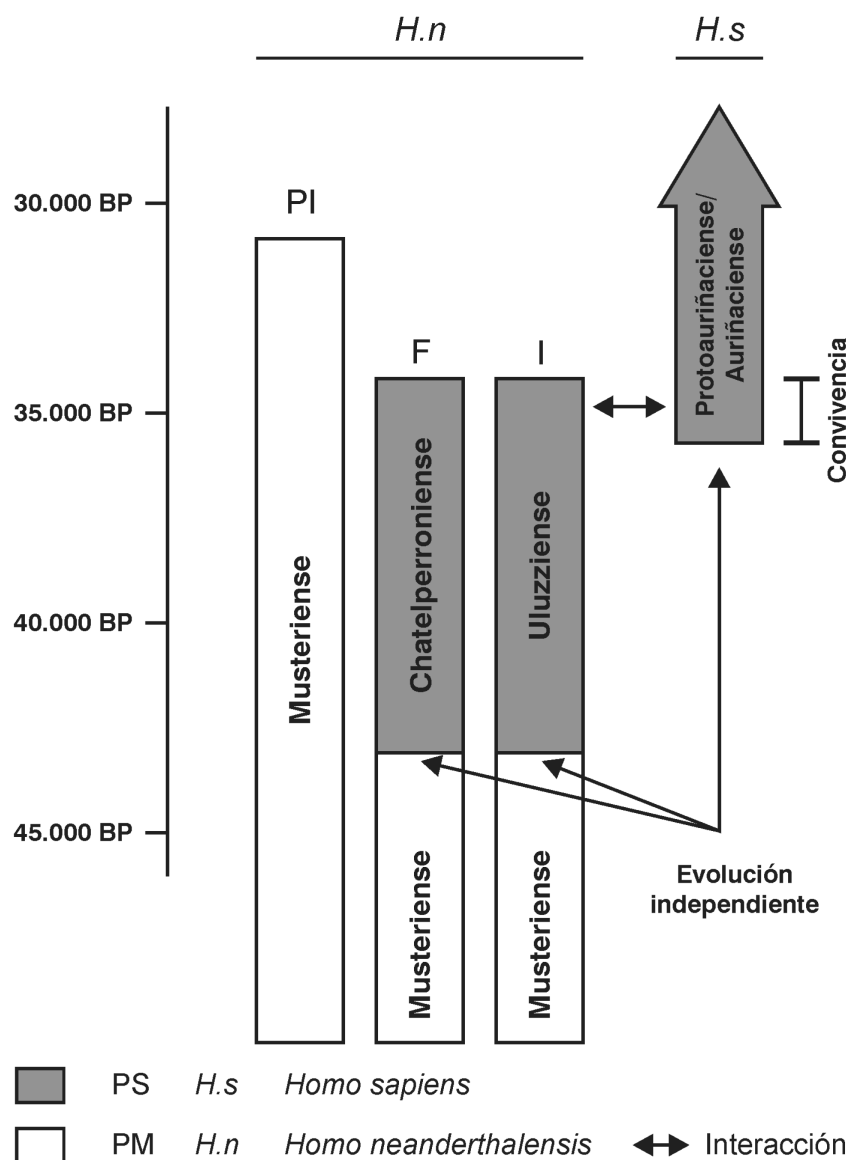 H.n
H.s
30.000 BP
35.000 BP
40.000 BP
45.000 BP
PI
F
I
Musteriense
Chatelperroniense
Musteriense
Uluzziense
Musteriense
Protoauriñaciense/
Auriñaciense
Convivencia
Evolución
independiente
PS H.s Homo sapiens
PM H.n Homo neanderthalensis Interacción